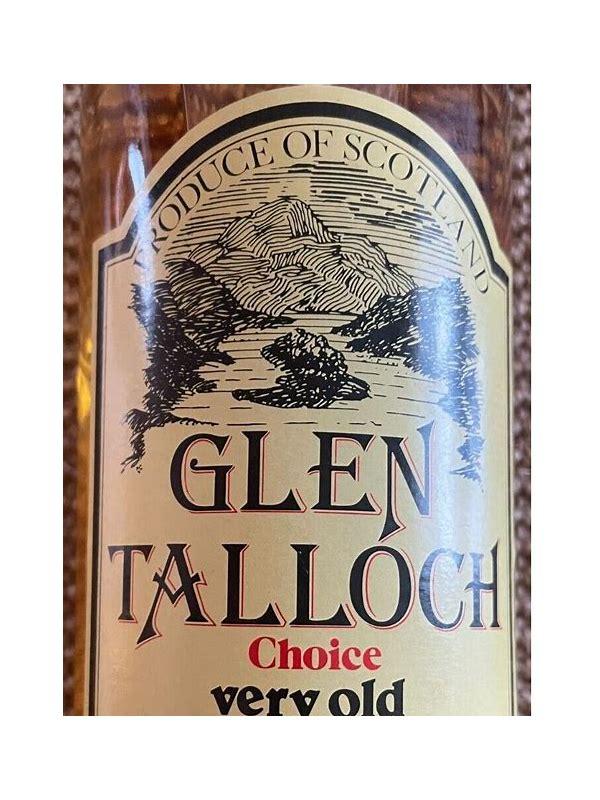 PRODUCE OF SCOTLAND
GLEN
TALLOCH
Choice
very old